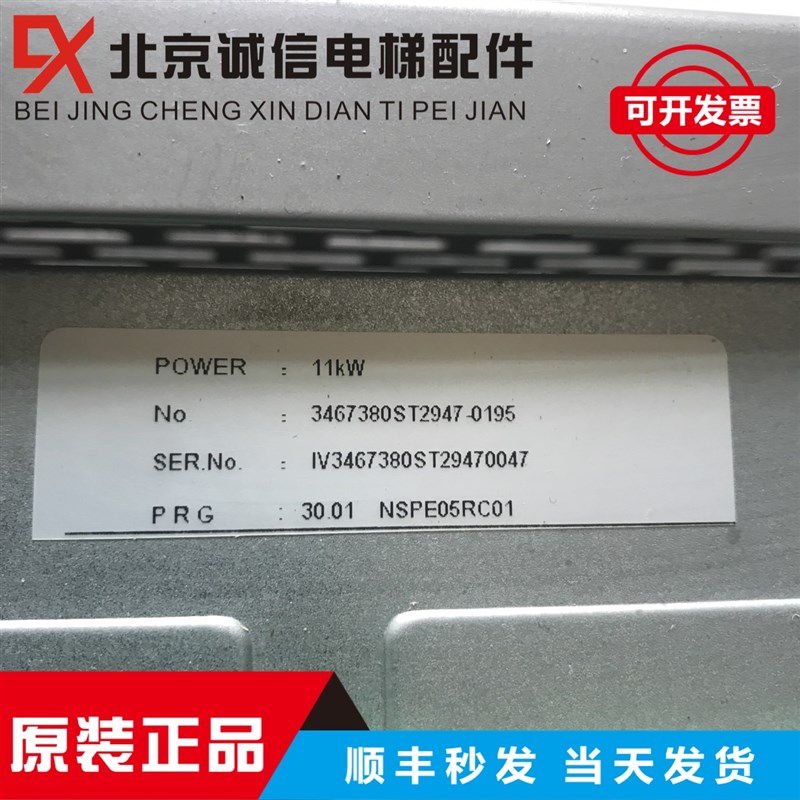 CX 北京诚信电梯配件
BEI JING CHENG XIN DIAN TI PEI JIAN
可开发票
POWER : 11kW
No : 3467380ST2947-0195
SER.No. : IV3467380ST29470047
PRG : 30.01 NSPE05RC01
原装正品
顺丰秒发 当天发货